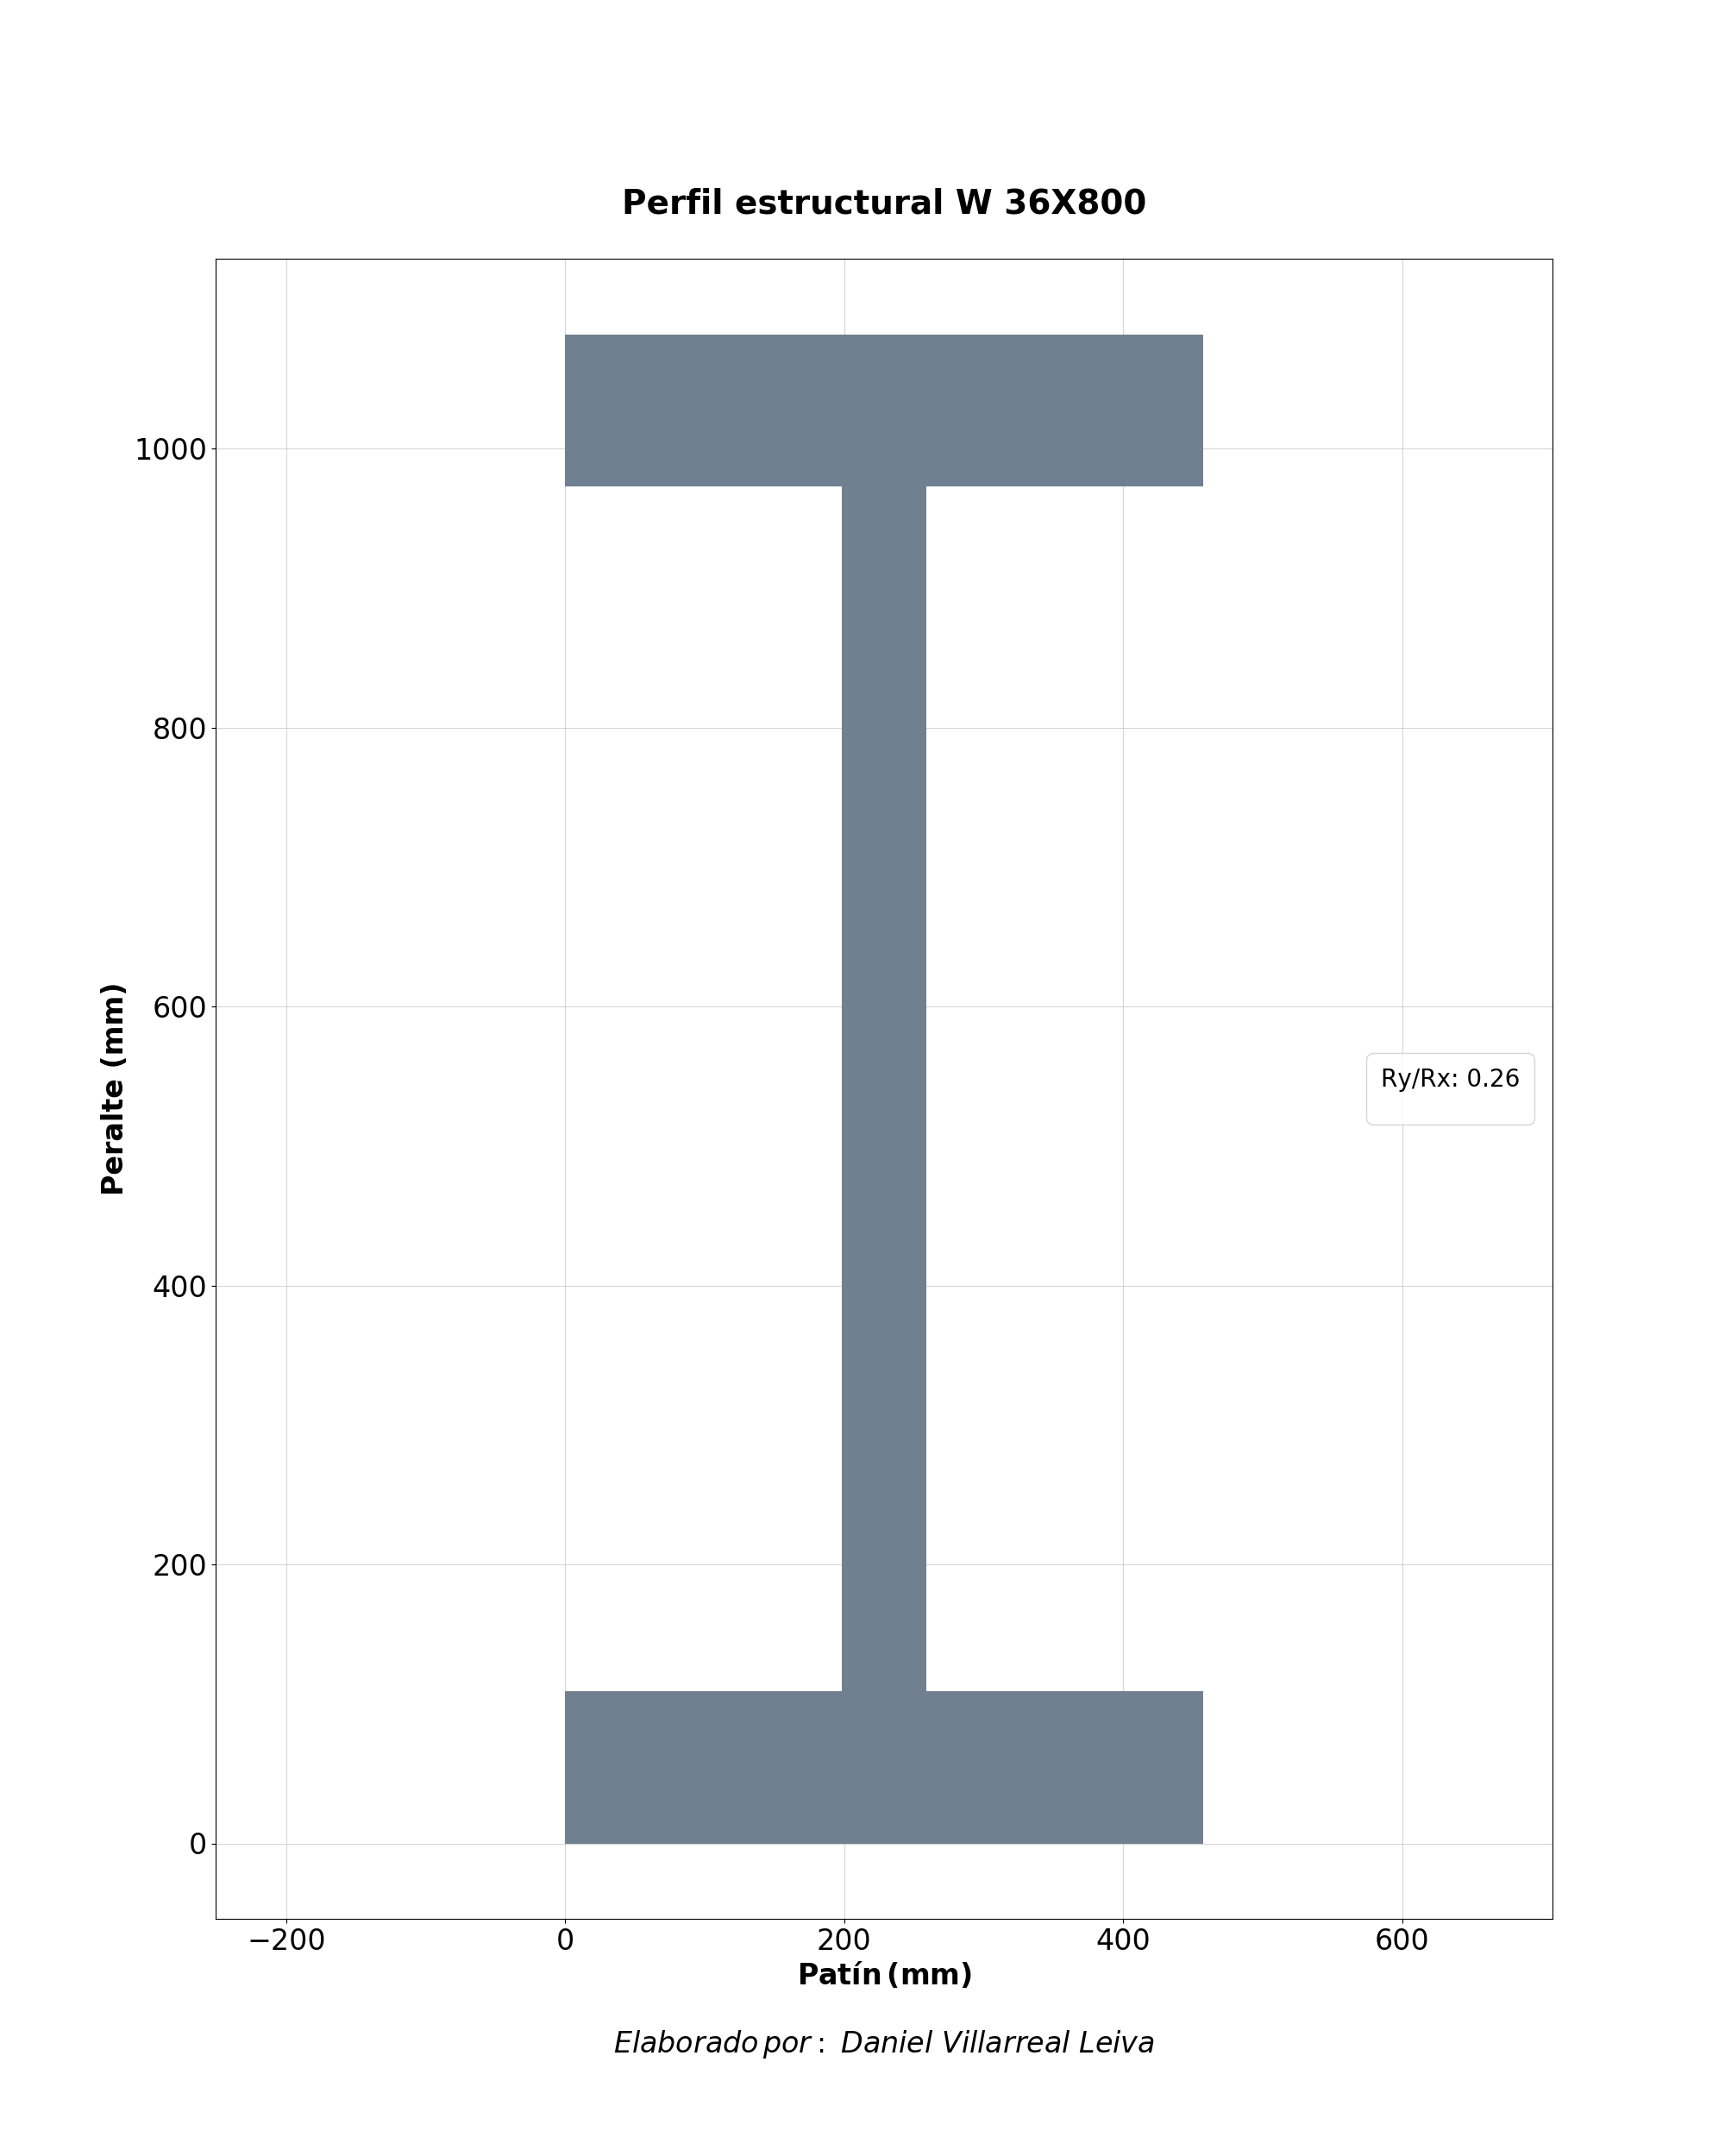 Perfil estructural W 36X800
1000
800
600
400
200
0
Peralte (mm)
Ry/Rx: 0.26
−200
0
200
400
600
Patín (mm)
Elaborado por: Daniel Villarreal Leiva